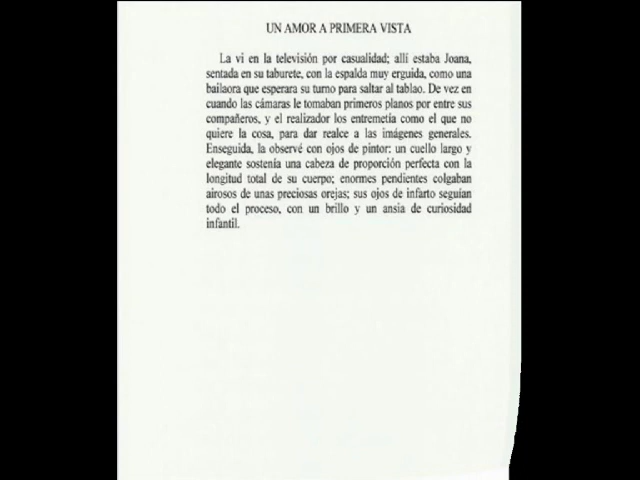 UN AMOR A PRIMERA VISTA
La vi en la televisión por casualidad; allí estaba Joana,
sentada en su taburete, con la espalda muy erguida, como una
bailaora que esperara su turno para saltar al tablao. De vez en
cuando las cámaras le tomaban primeros planos por entre sus
compañeros, y el realizador los entremetía como el que no
quiere la cosa, para dar realce a las imágenes generales.
Enseguida, la observé con ojos de pintor: un cuello largo y
elegante sostenía una cabeza de proporción perfecta con la
longitud total de su cuerpo; enormes pendientes colgaban
airosos de unas preciosas orejas; sus ojos de infarto seguían
todo el proceso, con un brillo y un ansia de curiosidad
infantil.